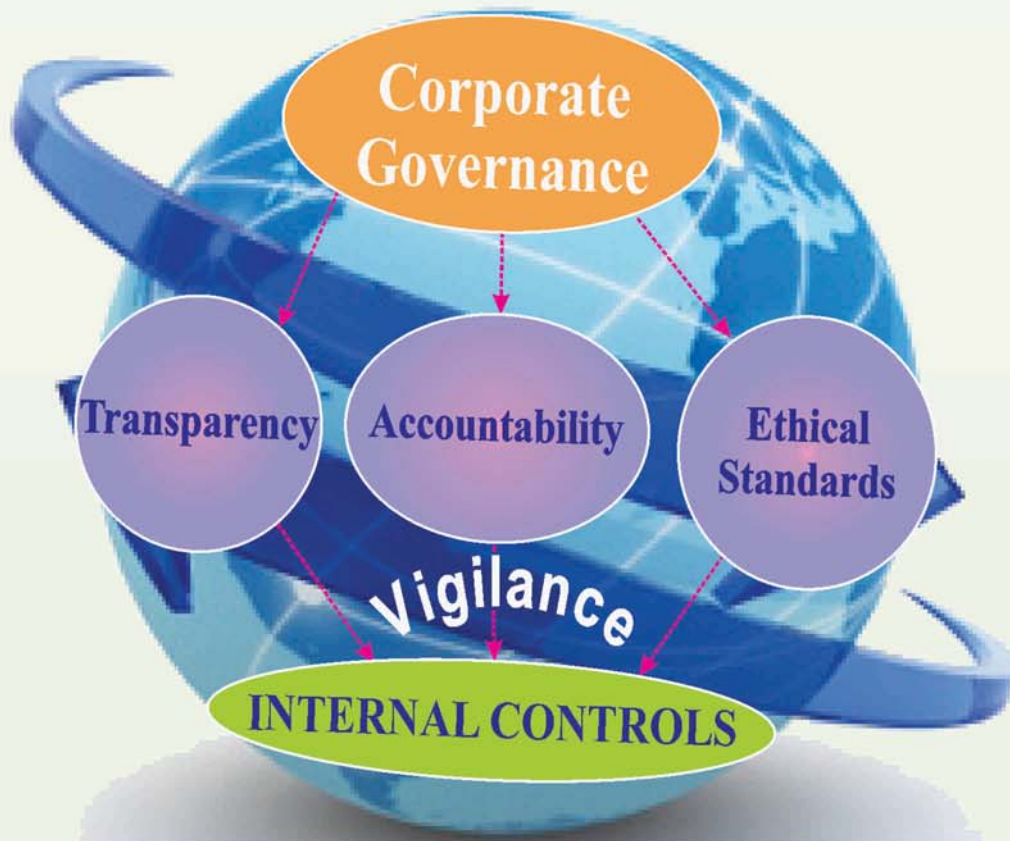 Corporate
Governance
Transparency
Accountability
Ethical
Standards
Vigilance
INTERNAL CONTROLS